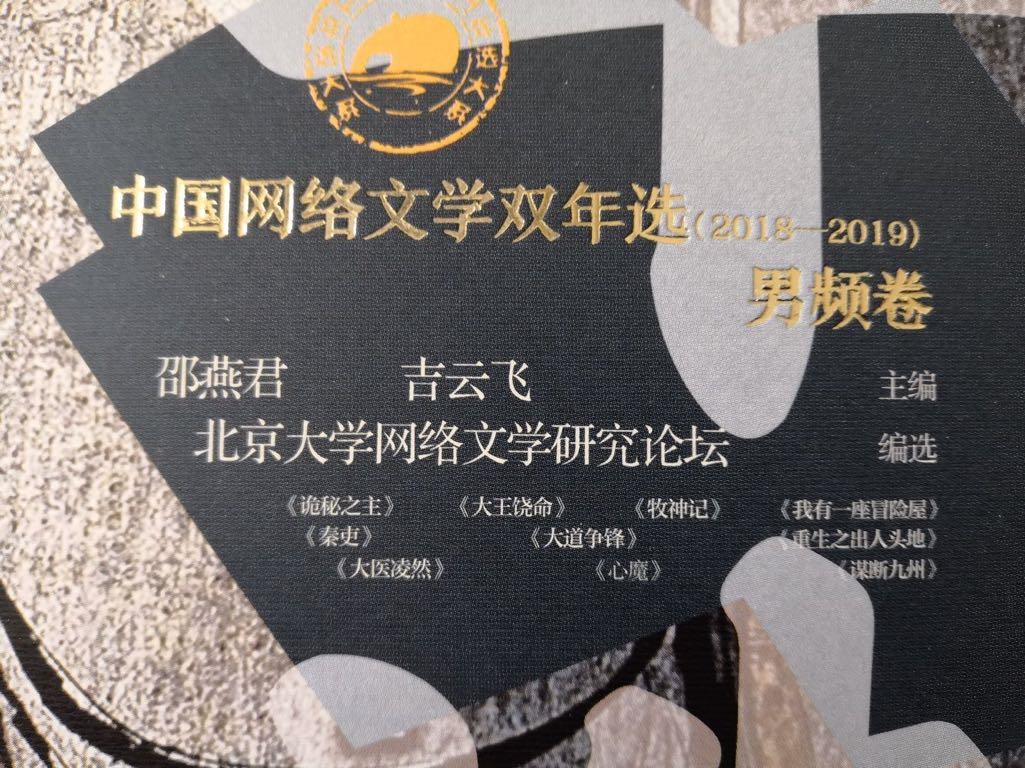 中国网络文学双年选(2018—2019)
男频卷
邵燕君 吉云飞 主编
北京大学网络文学研究论坛 编选
《诡秘之主》 《大王饶命》 《牧神记》 《我有一座冒险屋》
《秦吏》 《大道争锋》 《重生之出人头地》
《大医凌然》 《心魔》 《谋断九州》